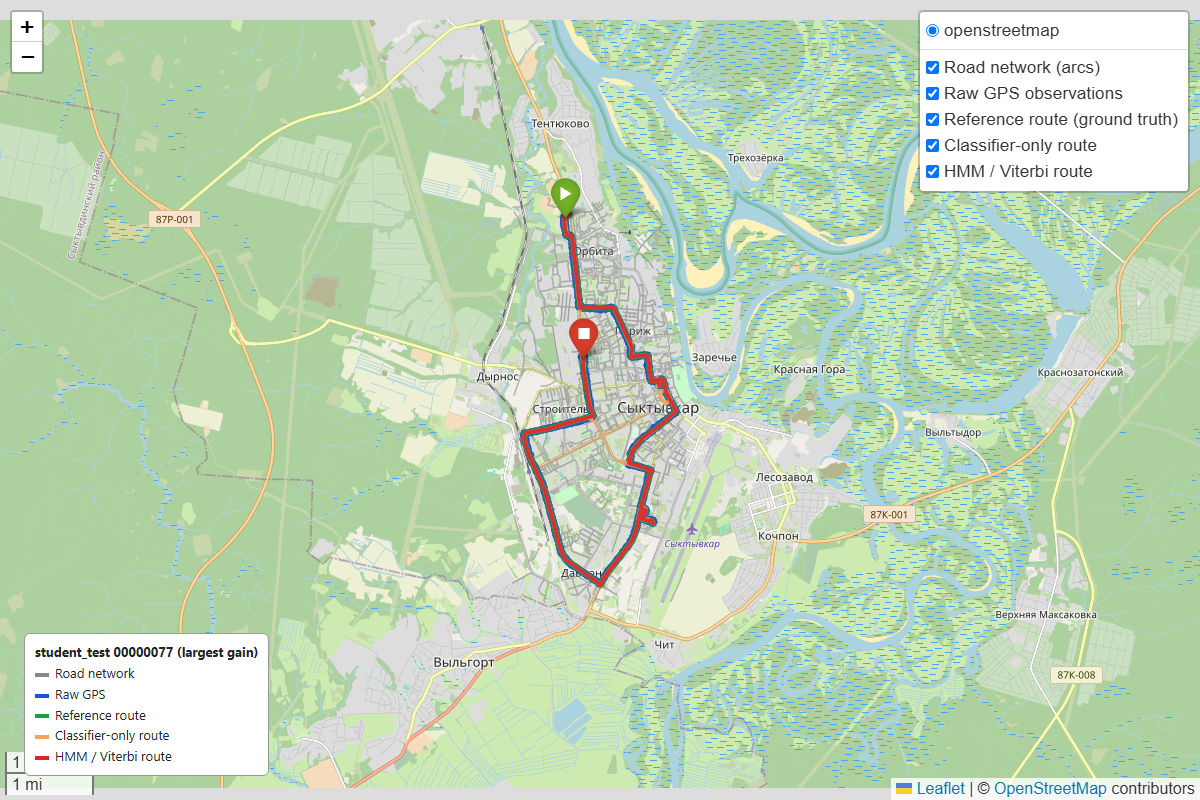 +
−
openstreetmap
Road network (arcs)
Raw GPS observations
Reference route (ground truth)
Classifier-only route
HMM / Viterbi route
Тентюково
Трехозёрка
Сыктывдинский район
87Р-001
Орбита
Париж
Заречье
Красная Гора
Краснозатонский
Дырнос
Строитель
Сыктывкар
Выльтыдор
Лесозавод
87К-001
Кочпон
Сыктывкар
Верхняя Максаковка
Чит
Выльгорт
87К-008
student_test 00000077 (largest gain)
Road network
Raw GPS
Reference route
Classifier-only route
HMM / Viterbi route
1
1 mi
Leaflet | © OpenStreetMap contributors